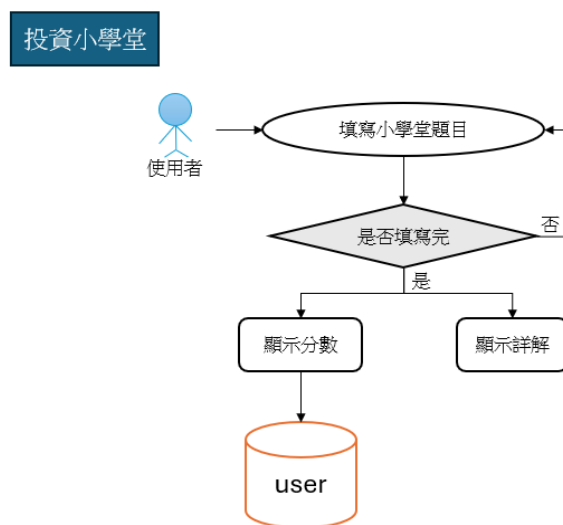 投資小學堂
填寫小學堂題目
使用者
是否填寫完
否
是
顯示分數
顯示詳解
user